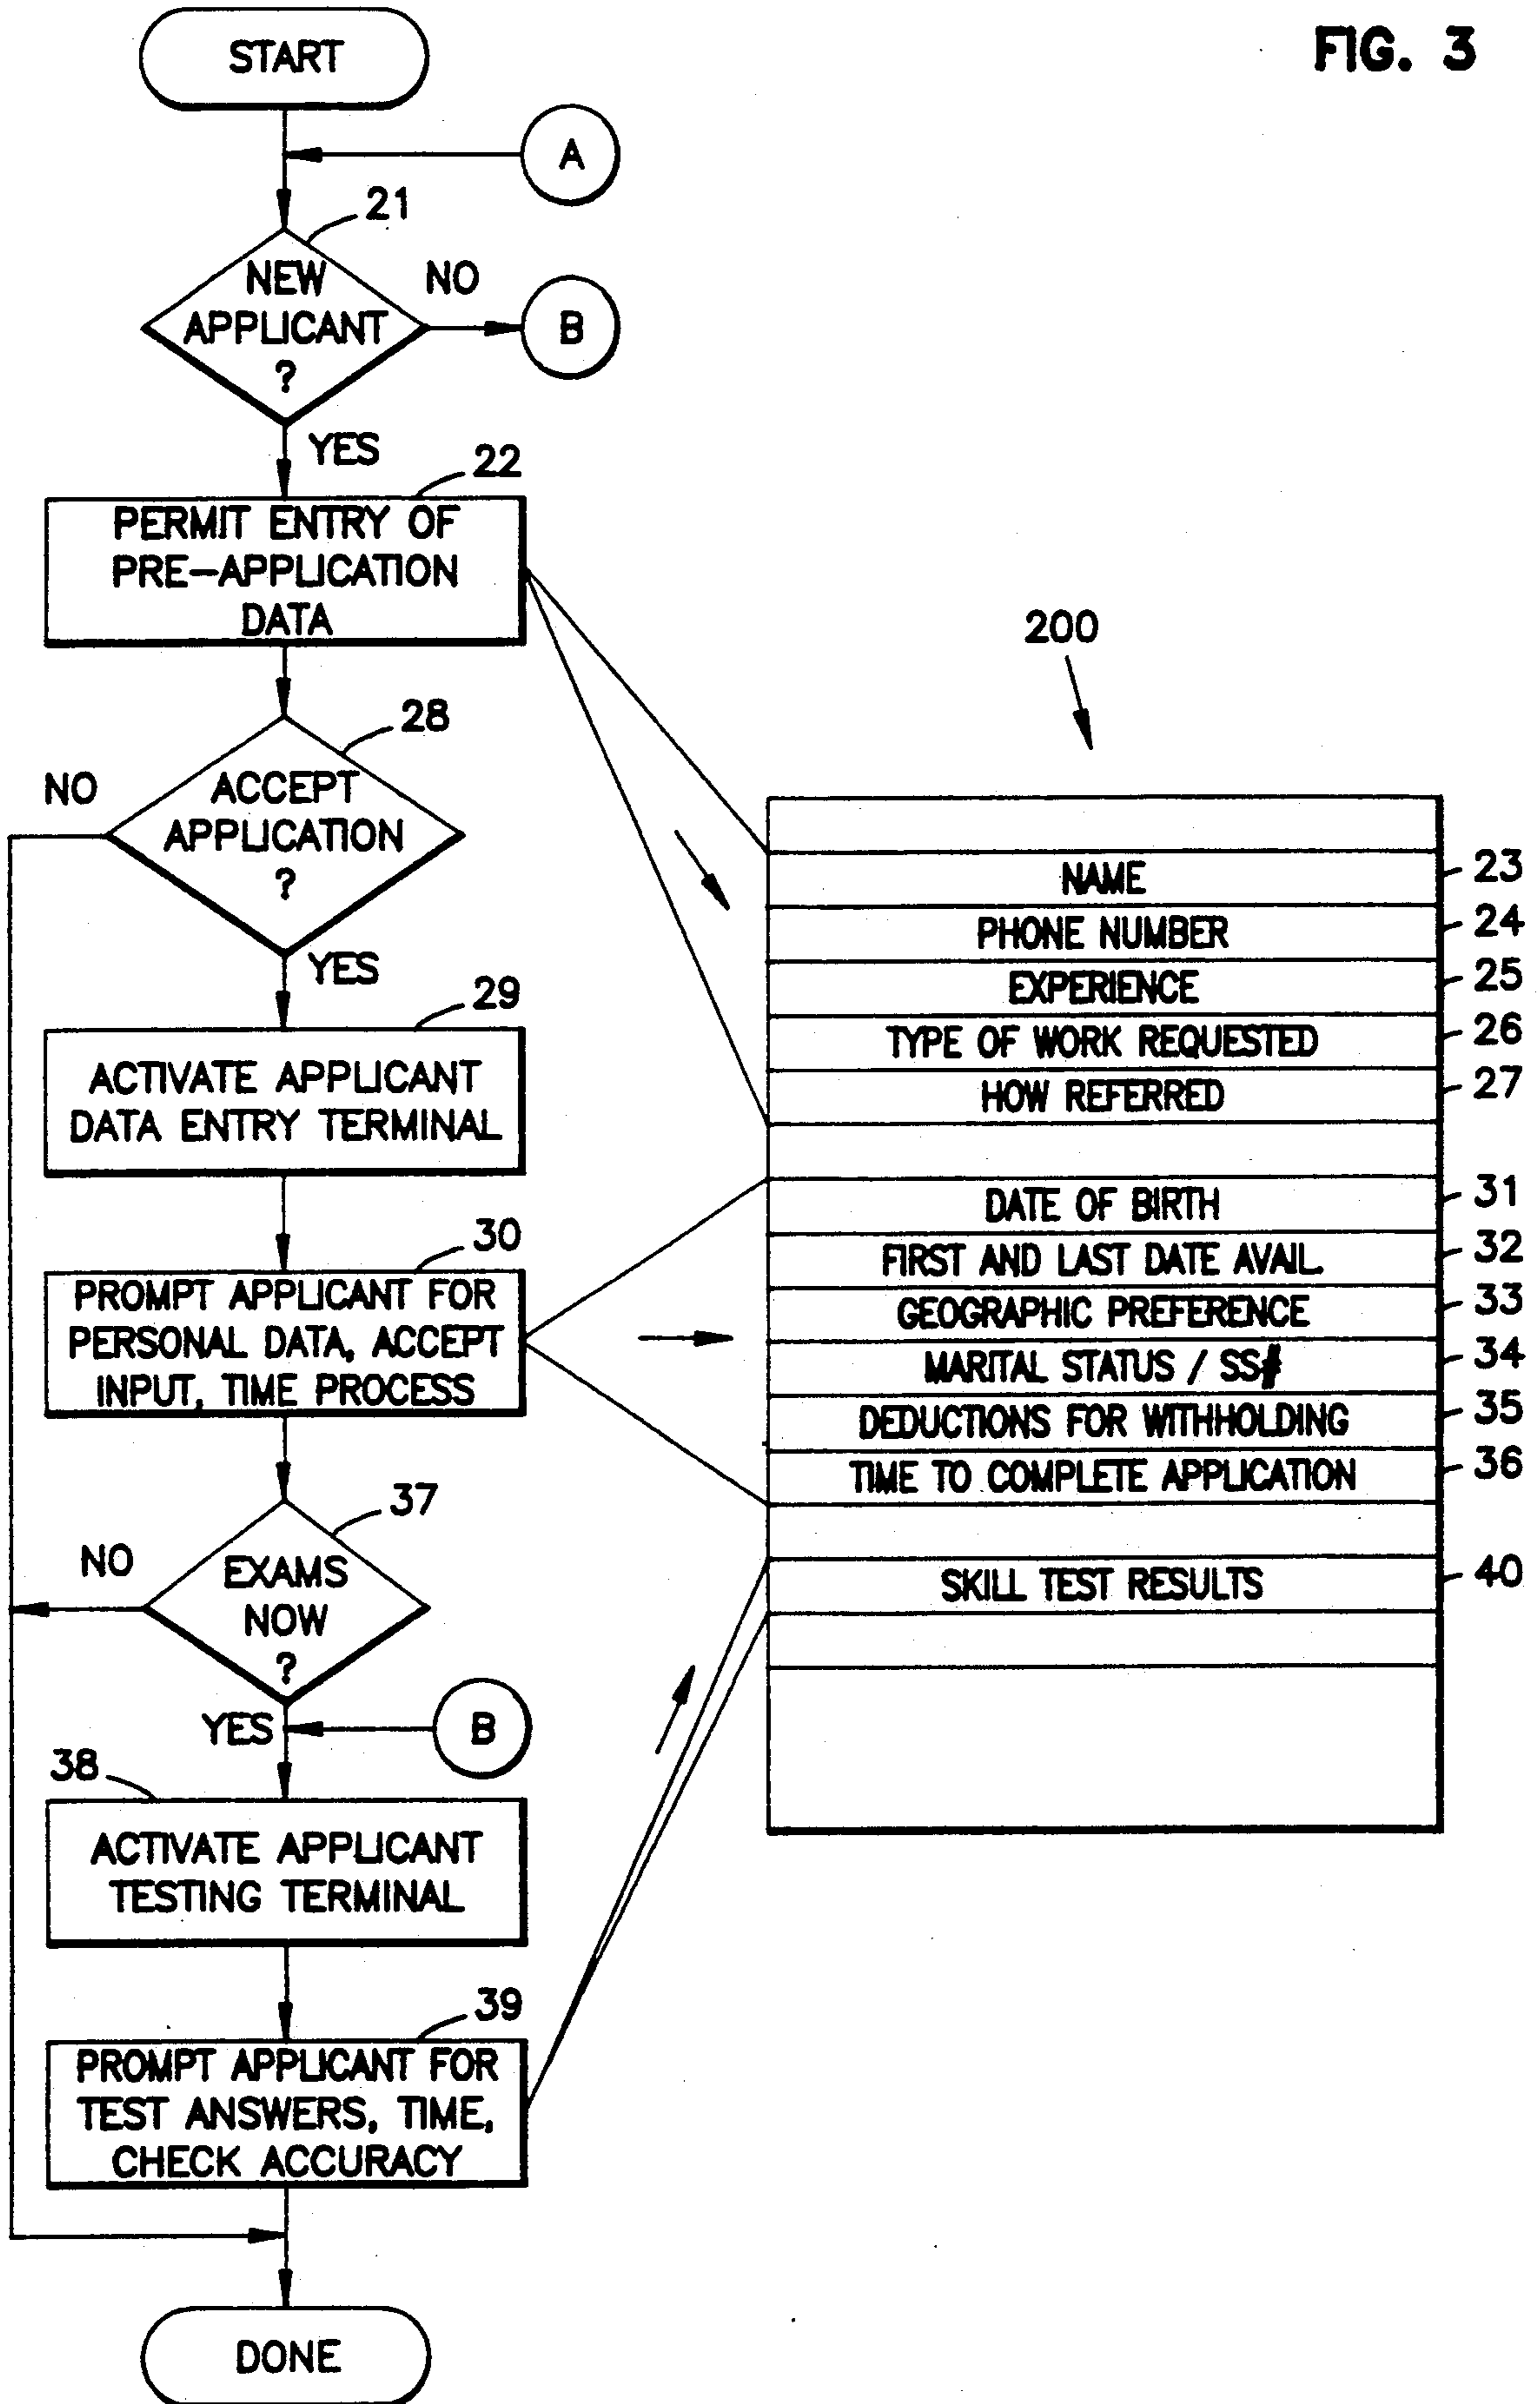 FIG. 3
START
A
21
NEW
APPLICANT
?
NO
B
YES
22
PERMIT ENTRY OF
PRE-APPLICATION
DATA
28
ACCEPT
APPLICATION
?
NO
YES
29
ACTIVATE APPLICANT
DATA ENTRY TERMINAL
30
PROMPT APPLICANT FOR
PERSONAL DATA, ACCEPT
INPUT, TIME PROCESS
37
EXAMS
NOW
?
NO
YES
B
38
ACTIVATE APPLICANT
TESTING TERMINAL
39
PROMPT APPLICANT FOR
TEST ANSWERS, TIME,
CHECK ACCURACY
DONE
200
NAME 23
PHONE NUMBER 24
EXPERIENCE 25
TYPE OF WORK REQUESTED 26
HOW REFERRED 27
DATE OF BIRTH 31
FIRST AND LAST DATE AVAIL. 32
GEOGRAPHIC PREFERENCE 33
MARITAL STATUS / SS# 34
DEDUCTIONS FOR WITHHOLDING 35
TIME TO COMPLETE APPLICATION 36
SKILL TEST RESULTS 40